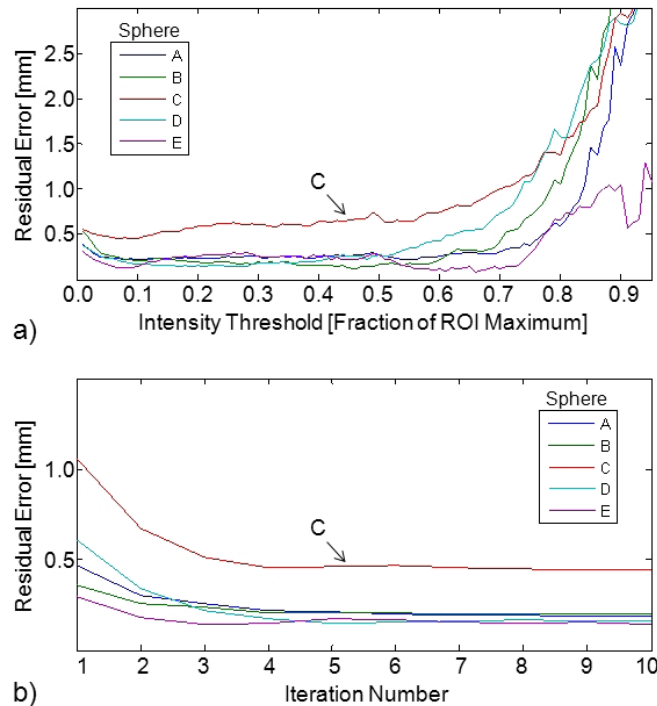 2.5
2.0
1.5
1.0
0.5
Residual Error [mm]
Sphere
A
B
C
D
E
C
0.0 0.1 0.2 0.3 0.4 0.5 0.6 0.7 0.8 0.9
Intensity Threshold [Fraction of ROI Maximum]
a)
1.0
0.5
Residual Error [mm]
Sphere
A
B
C
D
E
C
1 2 3 4 5 6 7 8 9 10
Iteration Number
b)